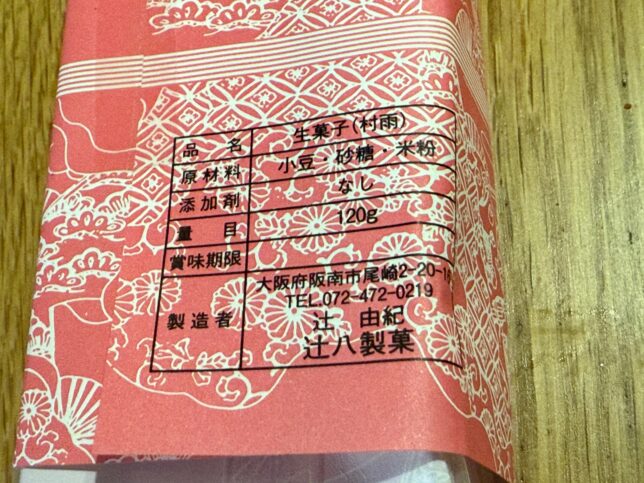 品名 生菓子(村雨)
原材料 小豆・砂糖・米粉
添加剤 なし
量目 120g
賞味期限
製造者 大阪府阪南市尾崎2-20-
TEL.072-472-0219
辻 由紀
辻八製菓